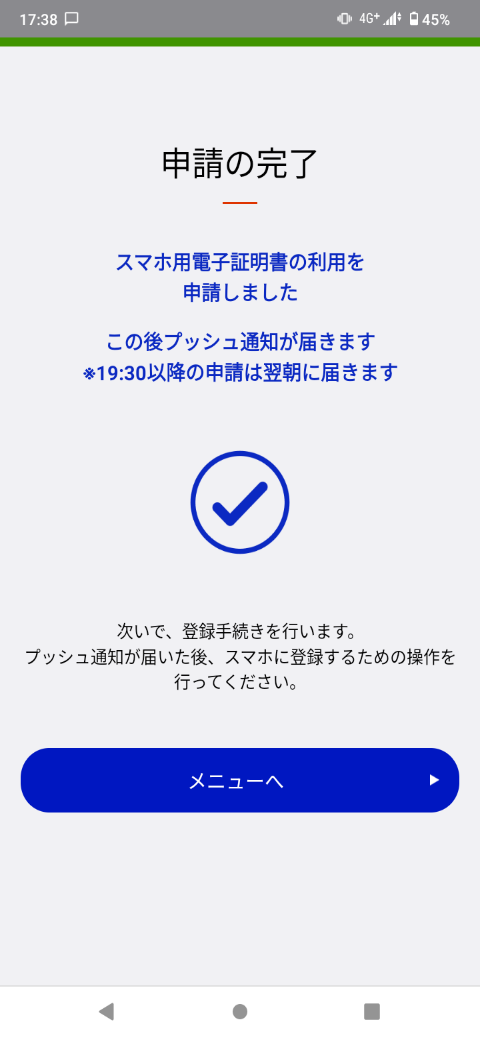 17:38 4G+ 45%
申請の完了
スマホ用電子証明書の利用を
申請しました
この後プッシュ通知が届きます
※19:30以降の申請は翌朝に届きます
次いで、登録手続きを行います。
プッシュ通知が届いた後、スマホに登録するための操作を
行ってください。
メニューへ